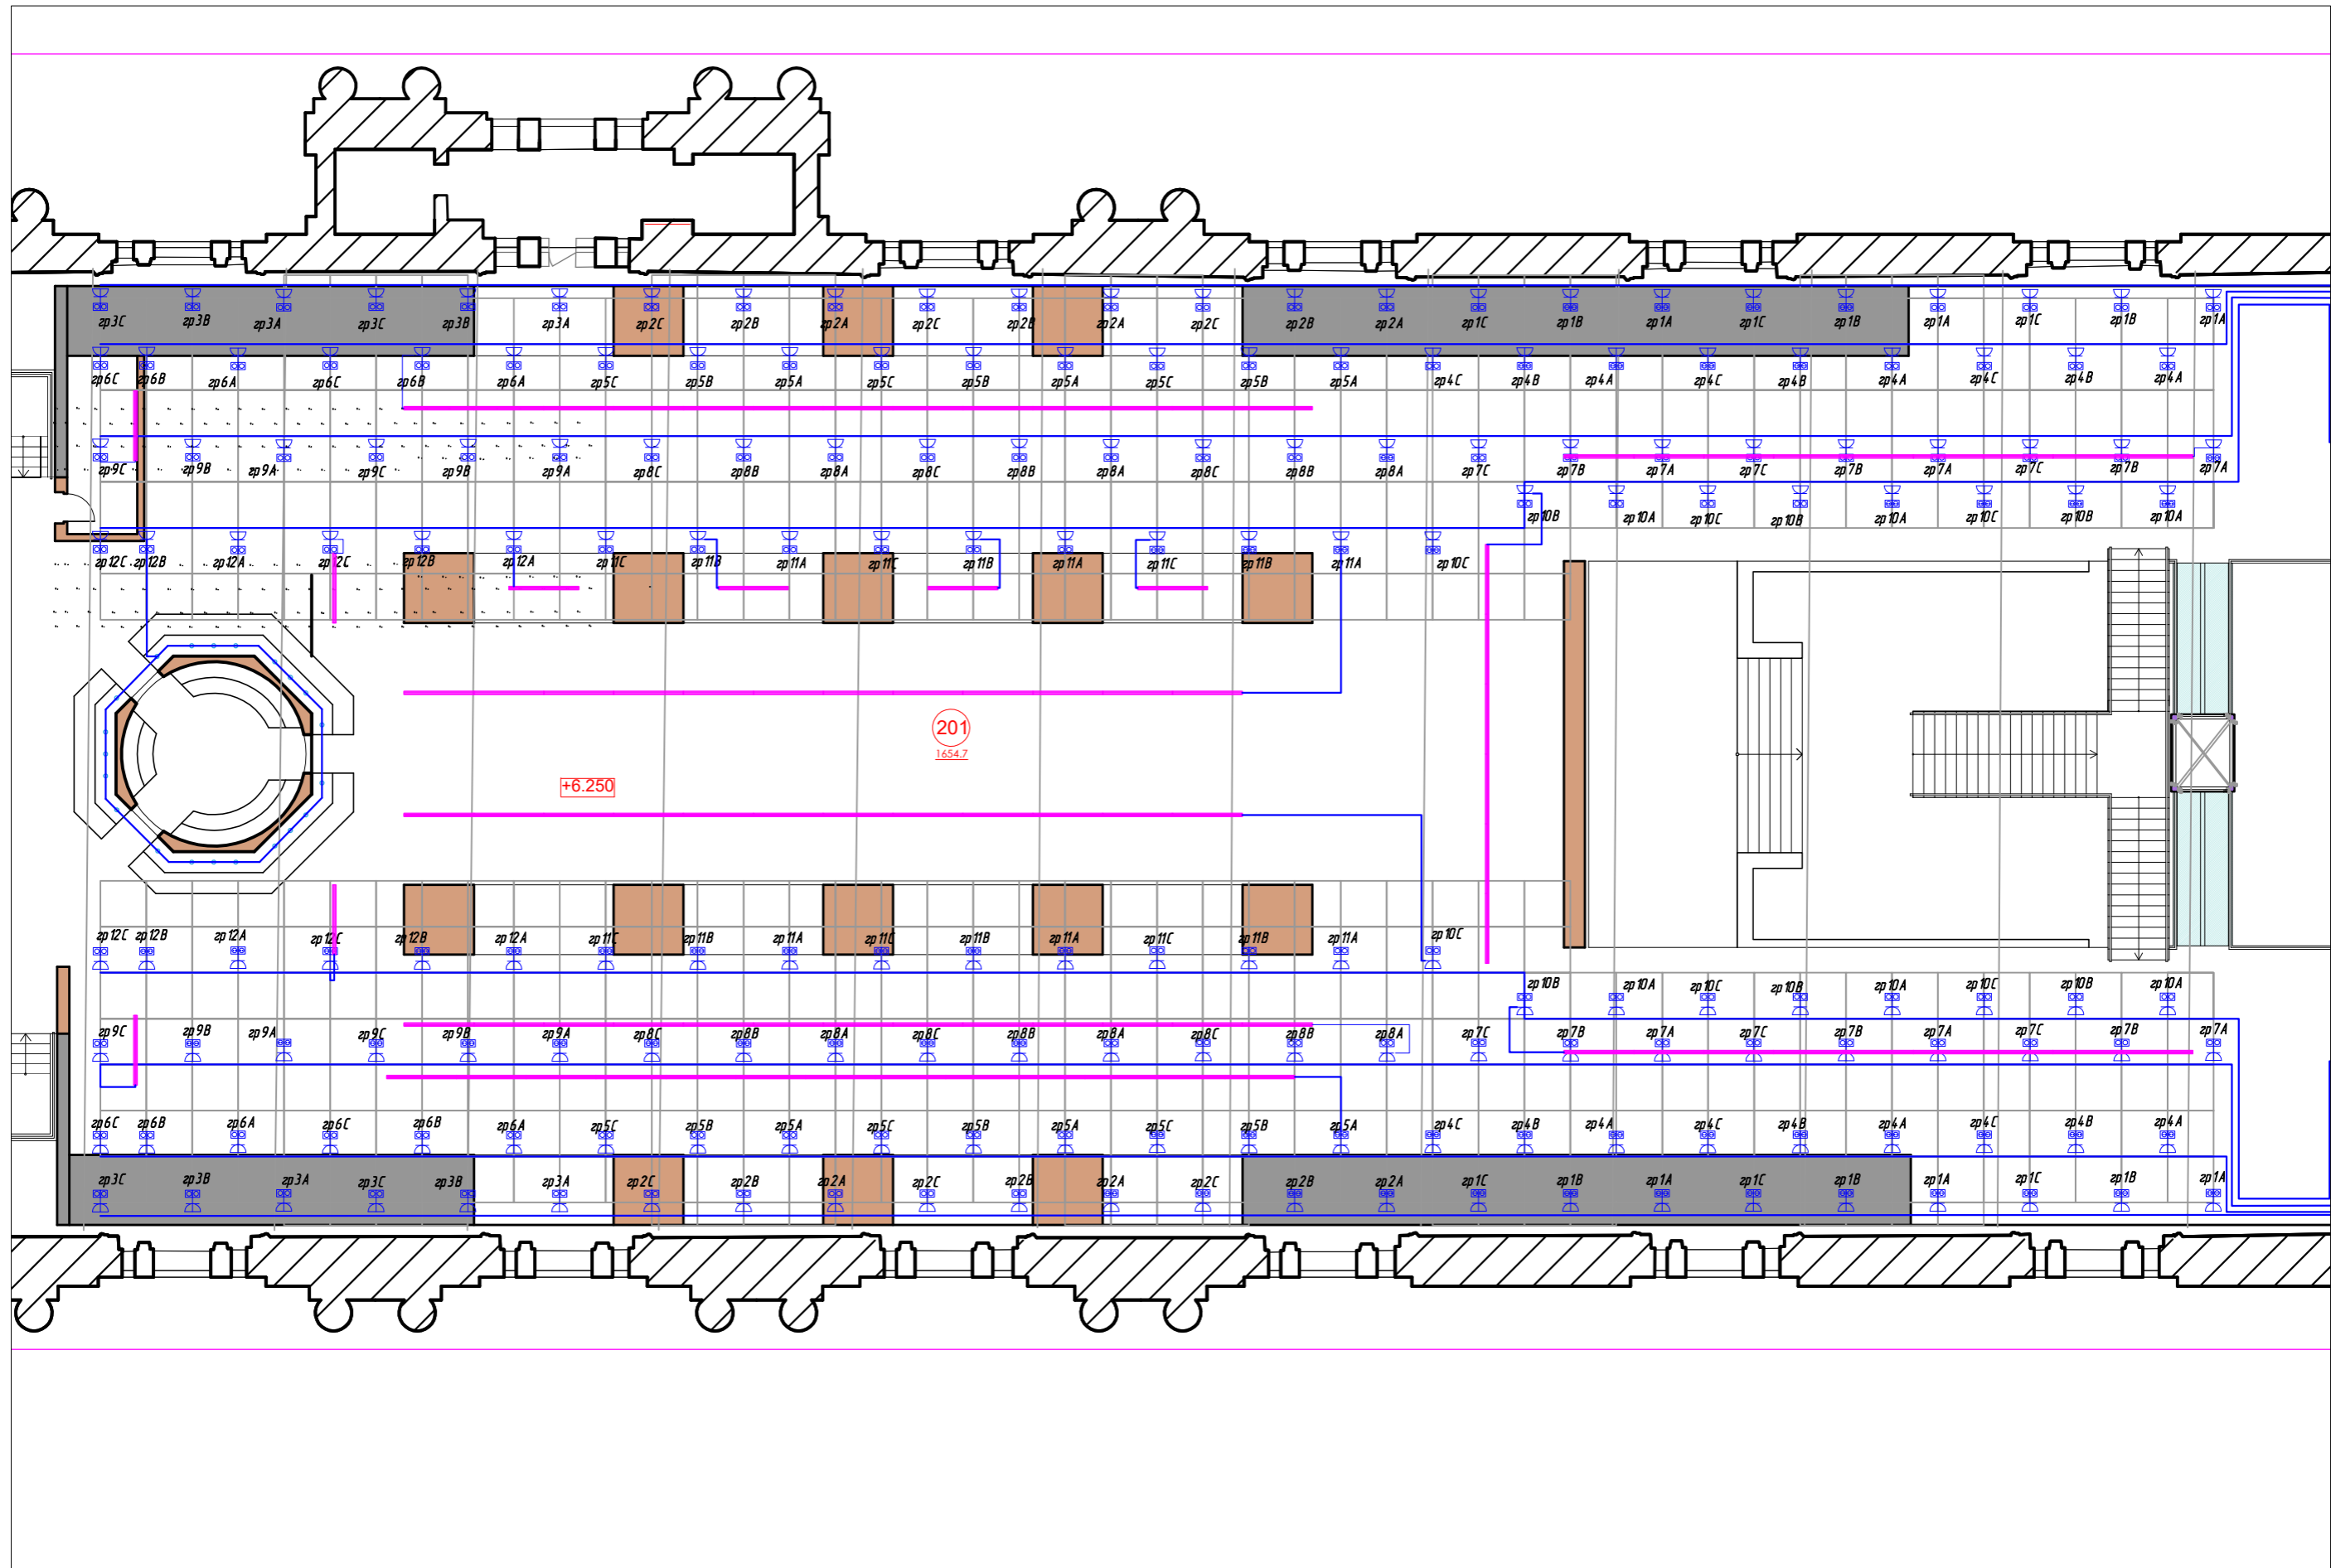 гр3С гр3В гр3А гр3С гр3В гр3А гр2С гр2В гр2А гр2С гр2В гр2А гр2С гр2В гр2А гр1С гр1В гр1А гр1С гр1В гр1А гр1С гр1В гр1А
гр6С гр6В гр6А гр6С гр6В гр6А гр5С гр5В гр5А гр5С гр5В гр5А гр5С гр5В гр5А гр4С гр4В гр4А гр4С гр4В гр4А гр4С гр4В гр4А
гр9С гр9В гр9А гр9С гр9В гр9А гр8С гр8В гр8А гр8С гр8В гр8А гр8С гр8В гр8А гр7С гр7В гр7А гр7С гр7В гр7А гр7С гр7В гр7А
гр10В гр10А гр10С гр10В гр10А гр10С гр10В гр10А
гр12С гр12В гр12А гр12С гр12В гр12А гр11С гр11В гр11А гр11С гр11В гр11А гр11С гр11В гр11А гр10С
201
1654.7
+6.250
гр12С гр12В гр12А гр12С гр12В гр12А гр11С гр11В гр11А гр11С гр11В гр11А гр11С гр11В гр11А гр10С
гр10В гр10А гр10С гр10В гр10А гр10С гр10В гр10А
гр9С гр9В гр9А гр9С гр9В гр9А гр8С гр8В гр8А гр8С гр8В гр8А гр8С гр8В гр8А гр7С гр7В гр7А гр7С гр7В гр7А гр7С гр7В гр7А
гр6С гр6В гр6А гр6С гр6В гр6А гр5С гр5В гр5А гр5С гр5В гр5А гр5С гр5В гр5А гр4С гр4В гр4А гр4С гр4В гр4А гр4С гр4В гр4А
гр3С гр3В гр3А гр3С гр3В гр3А гр2С гр2В гр2А гр2С гр2В гр2А гр2С гр2В гр2А гр1С гр1В гр1А гр1С гр1В гр1А гр1С гр1В гр1А